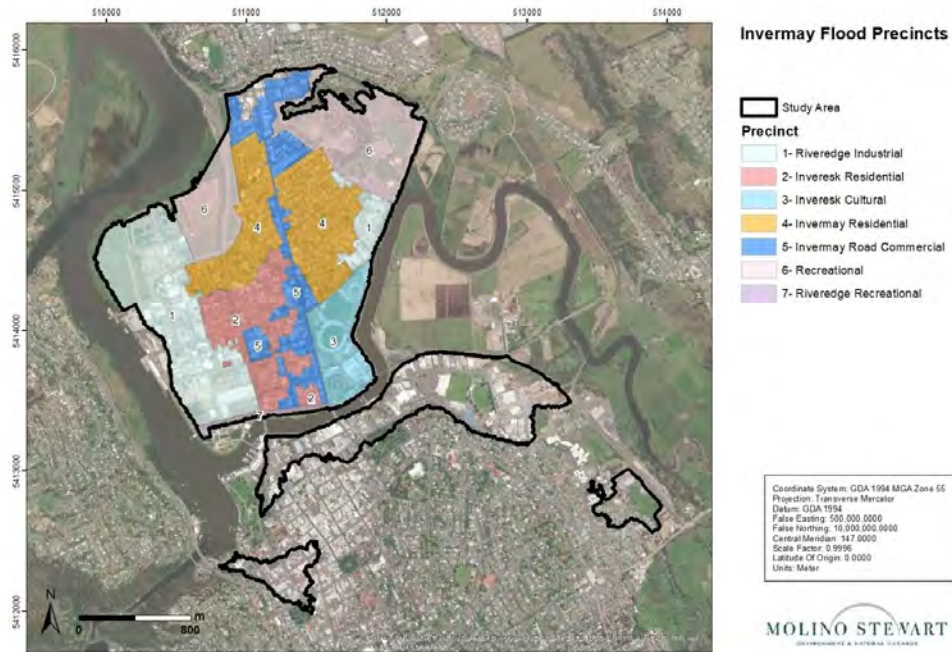 510000 511000 512000 513000 514000
5416000
5415000
5414000
5413000
5412000
6
6
4
4
1
5
1
2
5
3
2
7
N
0 800 m
Invermay Flood Precincts
Study Area
Precinct
1- Riveredge Industrial
2- Inveresk Residential
3- Inveresk Cultural
4- Invermay Residential
5- Invermay Road Commercial
6- Recreational
7- Riveredge Recreational
Coordinate System: GDA 1994 MGA Zone 55
Projection: Transverse Mercator
Datum: GDA 1994
False Easting: 500,000.0000
False Northing: 10,000,000.0000
Central Meridian: 147.0000
Scale Factor: 0.9996
Latitude Of Origin: 0.0000
Units: Meter
MOLINO STEWART
ENVIRONMENT & NATURAL HAZARDS